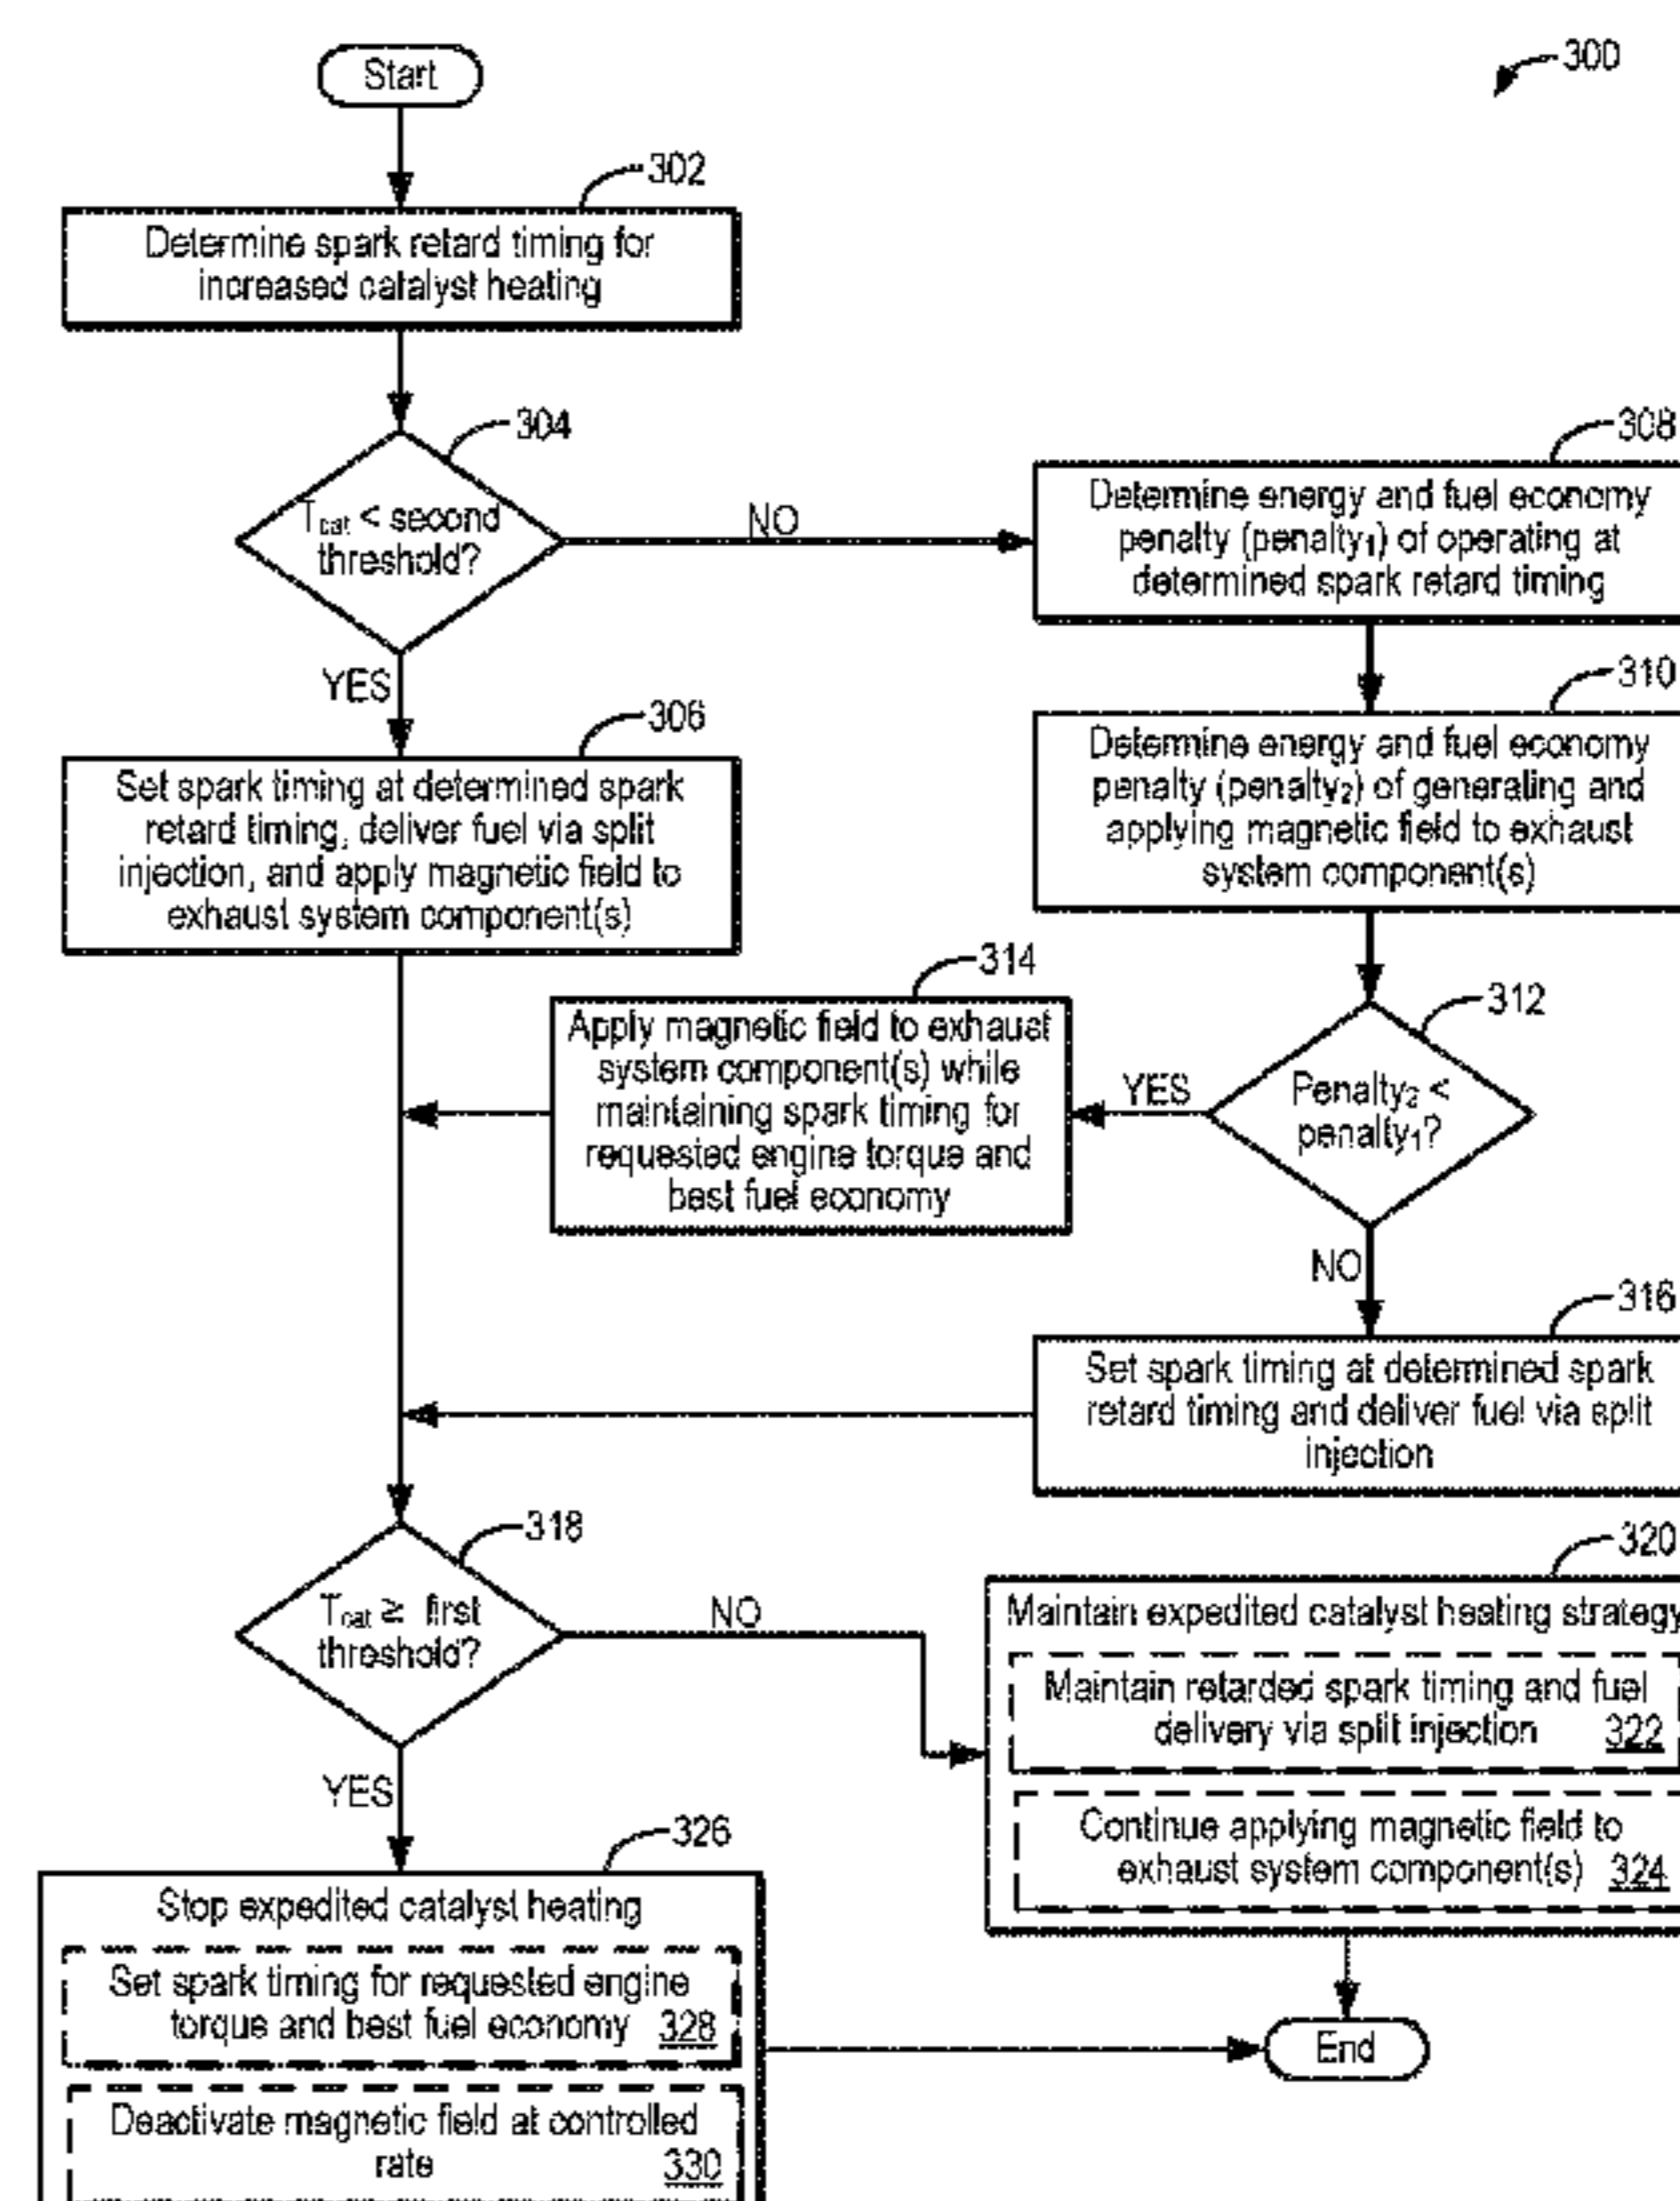 Start
300
302
Determine spark retard timing for
increased catalyst heating
304
T_cat < second
threshold?
NO
YES
308
Determine energy and fuel economy
penalty (penalty₁) of operating at
determined spark retard timing
306
Set spark timing at determined spark
retard timing, deliver fuel via split
injection, and apply magnetic field to
exhaust system component(s)
310
Determine energy and fuel economy
penalty (penalty₂) of generating and
applying magnetic field to exhaust
system component(s)
312
Penalty₂ <
penalty₁?
YES
NO
314
Apply magnetic field to exhaust
system component(s) while
maintaining spark timing for
requested engine torque and
best fuel economy
316
Set spark timing at determined spark
retard timing and deliver fuel via split
injection
318
T_cat ≥ first
threshold?
NO
YES
320
Maintain expedited catalyst heating strategy
Maintain retarded spark timing and fuel
delivery via split injection 322
Continue applying magnetic field to
exhaust system component(s) 324
326
Stop expedited catalyst heating
Set spark timing for requested engine
torque and best fuel economy 328
Deactivate magnetic field at controlled
rate 330
End